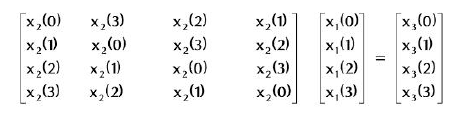 x₂(0) x₂(3) x₂(2) x₂(1) x₁(0) x₃(0)
x₂(1) x₂(0) x₂(3) x₂(2) x₁(1) x₃(1)
x₂(2) x₂(1) x₂(0) x₂(3) x₁(2) = x₃(2)
x₂(3) x₂(2) x₂(1) x₂(0) x₁(3) x₃(3)